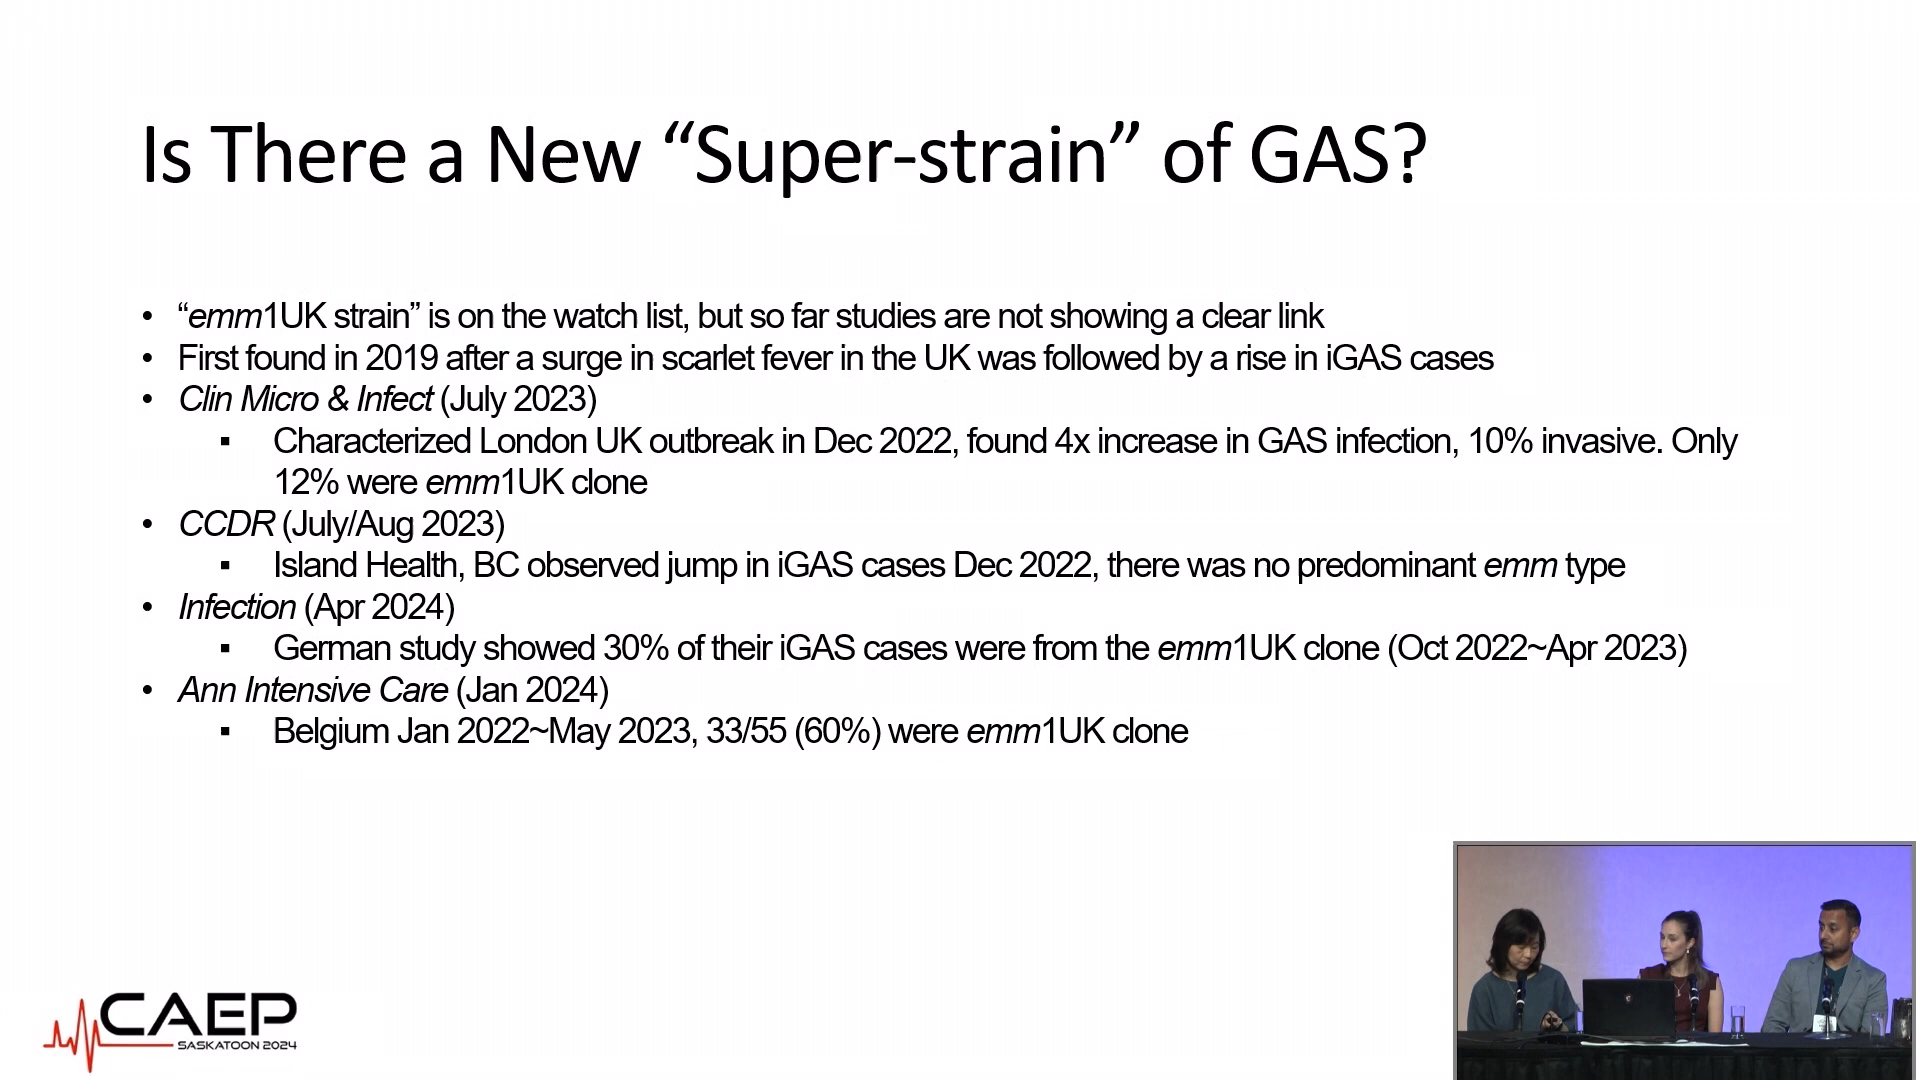 Is There a New “Super-strain” of GAS?
• “emm1UK strain” is on the watch list, but so far studies are not showing a clear link
• First found in 2019 after a surge in scarlet fever in the UK was followed by a rise in iGAS cases
• Clin Micro & Infect (July 2023)
▪ Characterized London UK outbreak in Dec 2022, found 4x increase in GAS infection, 10% invasive. Only
12% were emm1UK clone
• CCDR (July/Aug 2023)
▪ Island Health, BC observed jump in iGAS cases Dec 2022, there was no predominant emm type
• Infection (Apr 2024)
▪ German study showed 30% of their iGAS cases were from the emm1UK clone (Oct 2022~Apr 2023)
• Ann Intensive Care (Jan 2024)
▪ Belgium Jan 2022~May 2023, 33/55 (60%) were emm1UK clone
CAEP
SASKATOON 2024